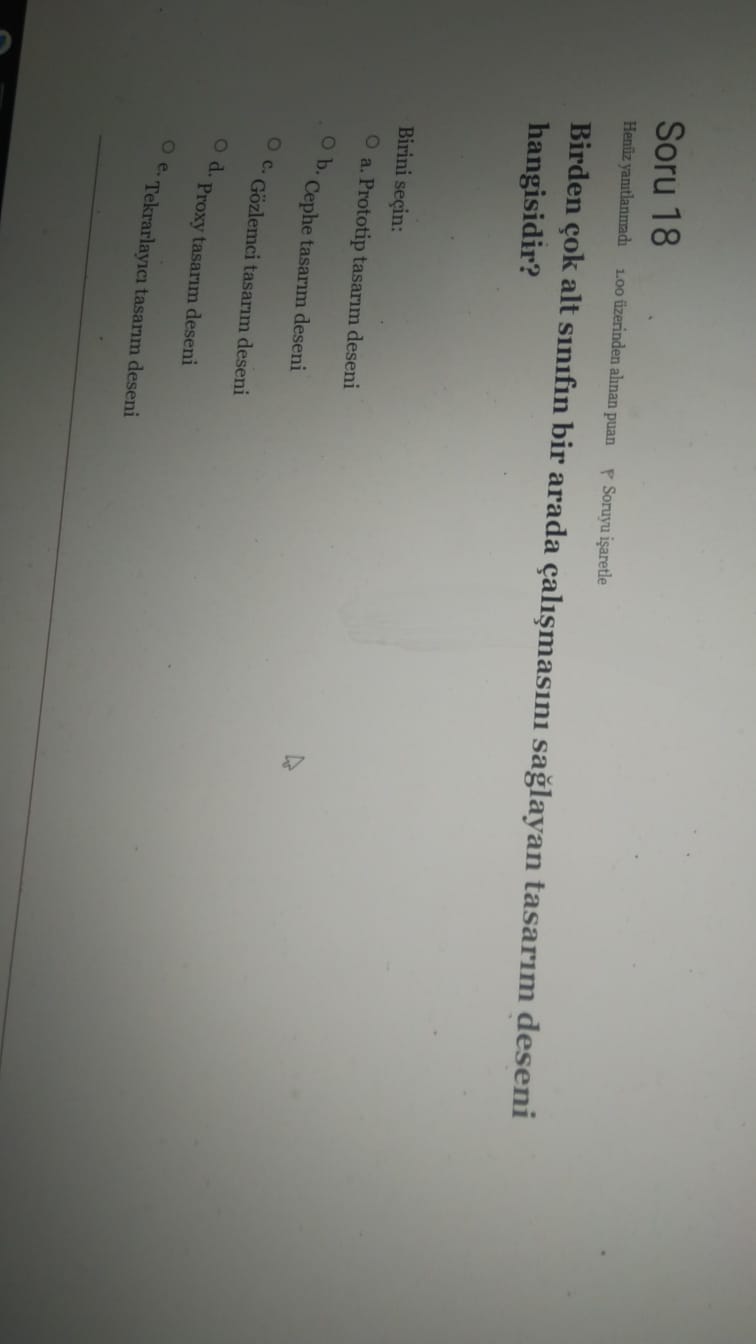 Soru 18
Henüz yanıtlanmadı 1.00 üzerinden alınan puan Soruyu işaretle
Birden çok alt sınıfın bir arada çalışmasını sağlayan tasarım deseni
hangisidir?
Birini seçin:
a. Prototip tasarım deseni
b. Cephe tasarım deseni
c. Gözlemci tasarım deseni
d. Proxy tasarım deseni
e. Tekrarlayıcı tasarım deseni